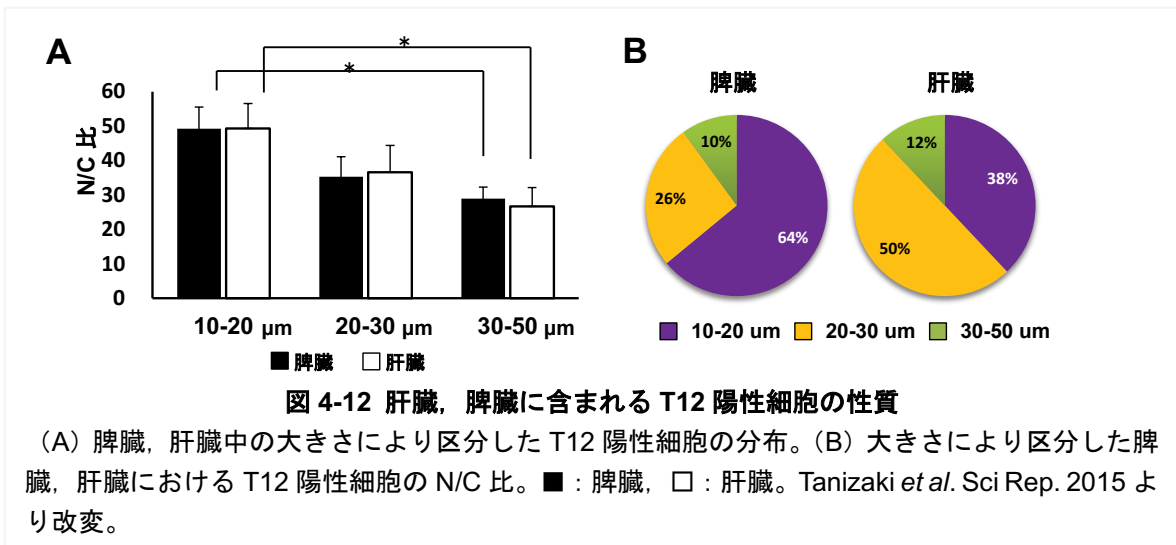 A
*
*
60
50
40
30
20
10
0
N/C 比
10-20 μm 20-30 μm 30-50 μm
■脾臓 □肝臓
B
脾臓 肝臓
10%
26%
64%
12%
38%
50%
10-20 um 20-30 um 30-50 um
図 4-12 肝臓，脾臓に含まれる T12 陽性細胞の性質
（A）脾臓，肝臓中の大きさにより区分した T12 陽性細胞の分布。（B）大きさにより区分した脾
臓，肝臓における T12 陽性細胞の N/C 比。■：脾臓，□：肝臓。Tanizaki et al. Sci Rep. 2015 よ
り改変。